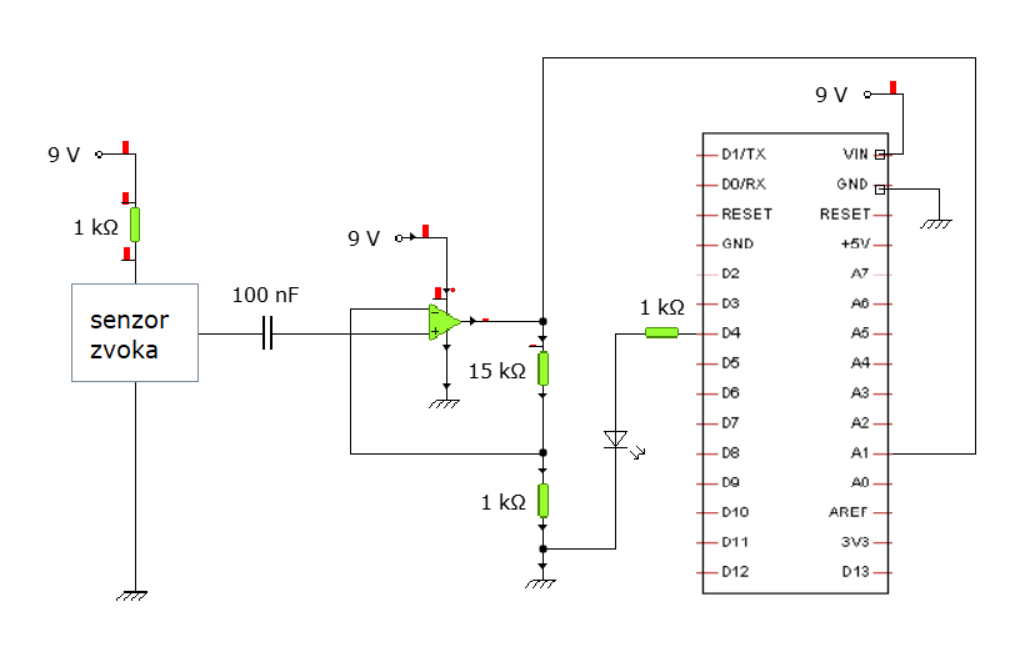 9 V
1 kΩ
senzor
zvoka
100 nF
9 V
−
+
15 kΩ
1 kΩ
1 kΩ
9 V
D1/TX VIN
D0/RX GND
RESET RESET
GND +5V
D2 A7
D3 A6
D4 A5
D5 A4
D6 A3
D7 A2
D8 A1
D9 A0
D10 AREF
D11 3V3
D12 D13